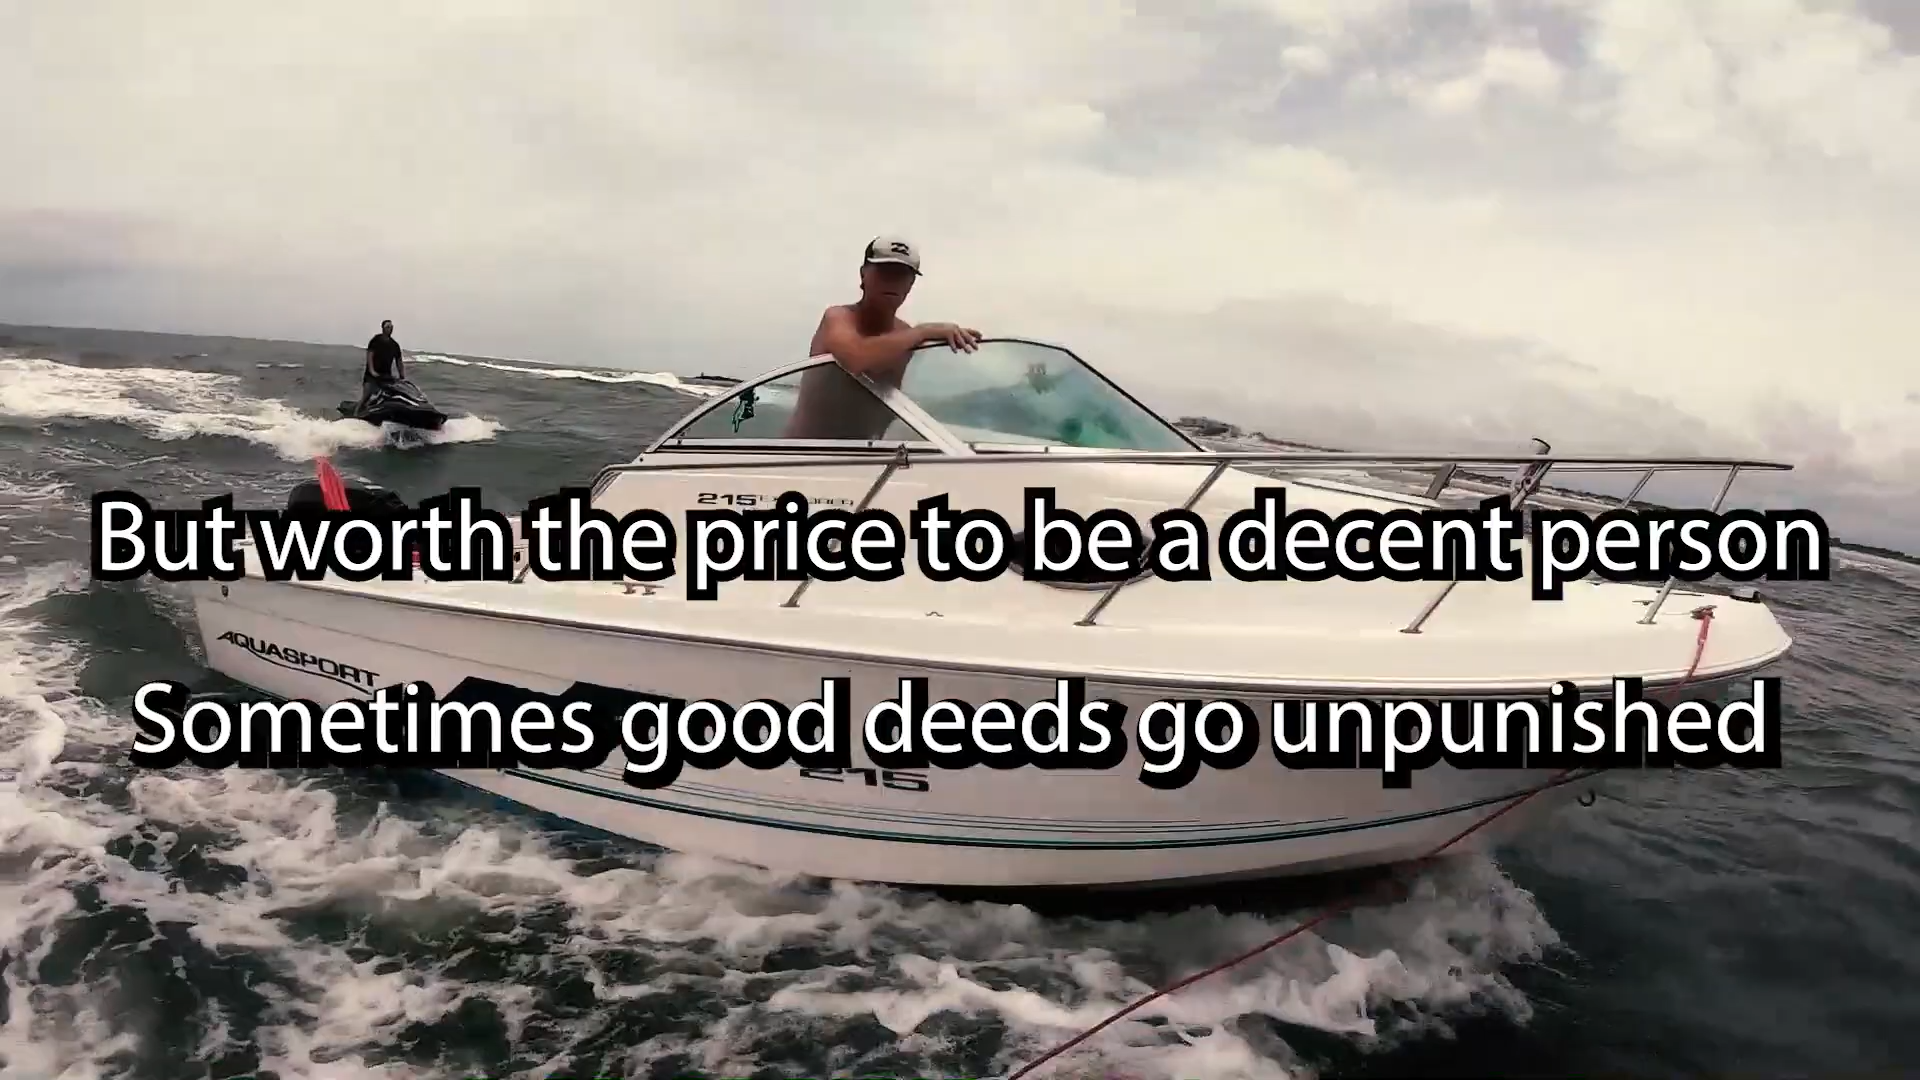 215
But worth the price to be a decent person
AQUASPORT
Sometimes good deeds go unpunished
215